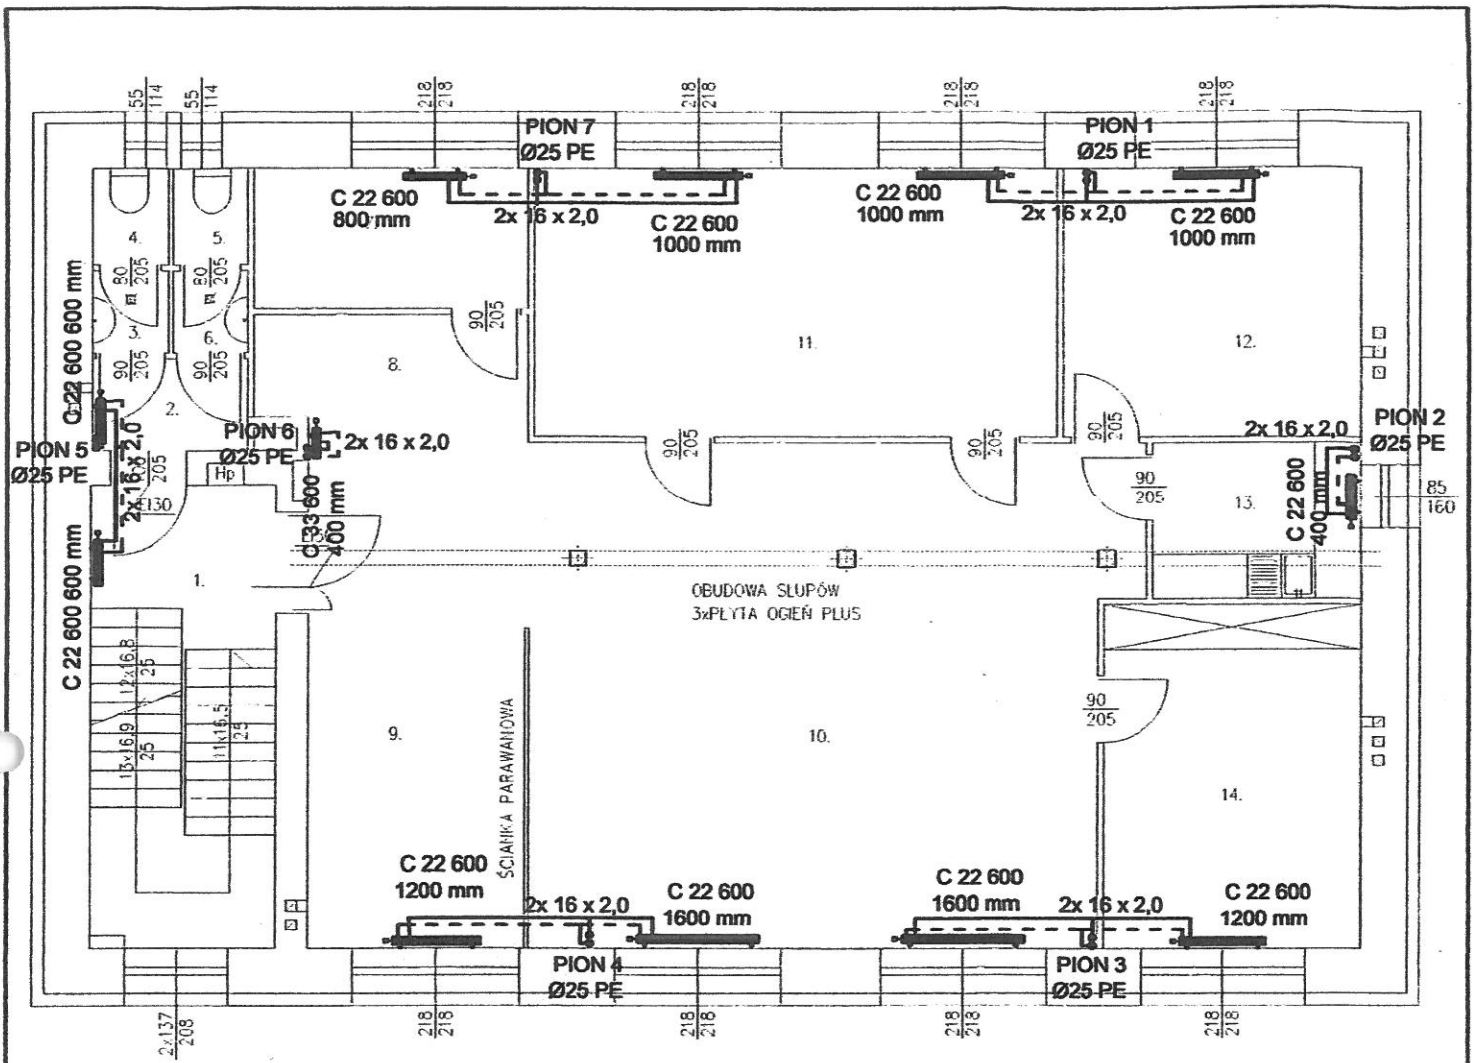 55
114
55
114
218
218
218
218
218
218
218
218
PION 7
Ø25 PE
PION 1
Ø25 PE
C 22 600
800 mm
2x 16 x 2,0
C 22 600
1000 mm
C 22 600
1000 mm
2x 16 x 2,0
C 22 600
1000 mm
4.
5.
80
205
80
205
C 22 600 600 mm
3.
6.
90
205
90
205
90
205
8.
11.
12.
2.
PION 5
Ø25 PE
2x 16 x 2,0
205
EI30
PION 6
Ø25 PE
2x 16 x 2,0
Hp
C 33 600
400 mm
90
205
90
205
90
205
2x 16 x 2,0
PION 2
Ø25 PE
90
205
13.
C 22 600
400 mm
85
160
C 22 600 600 mm
1.
OBUDOWA SŁUPÓW
3xPŁYTA OGIEŃ PLUS
12x16,8
25
13x16,9
25
11x16,5
25
9.
ŚCIANKA PARAWANOWA
10.
90
205
14.
C 22 600
1200 mm
2x 16 x 2,0
C 22 600
1600 mm
C 22 600
1600 mm
2x 16 x 2,0
C 22 600
1200 mm
PION 4
Ø25 PE
PION 3
Ø25 PE
2x137
208
218
218
218
218
218
218
218
218